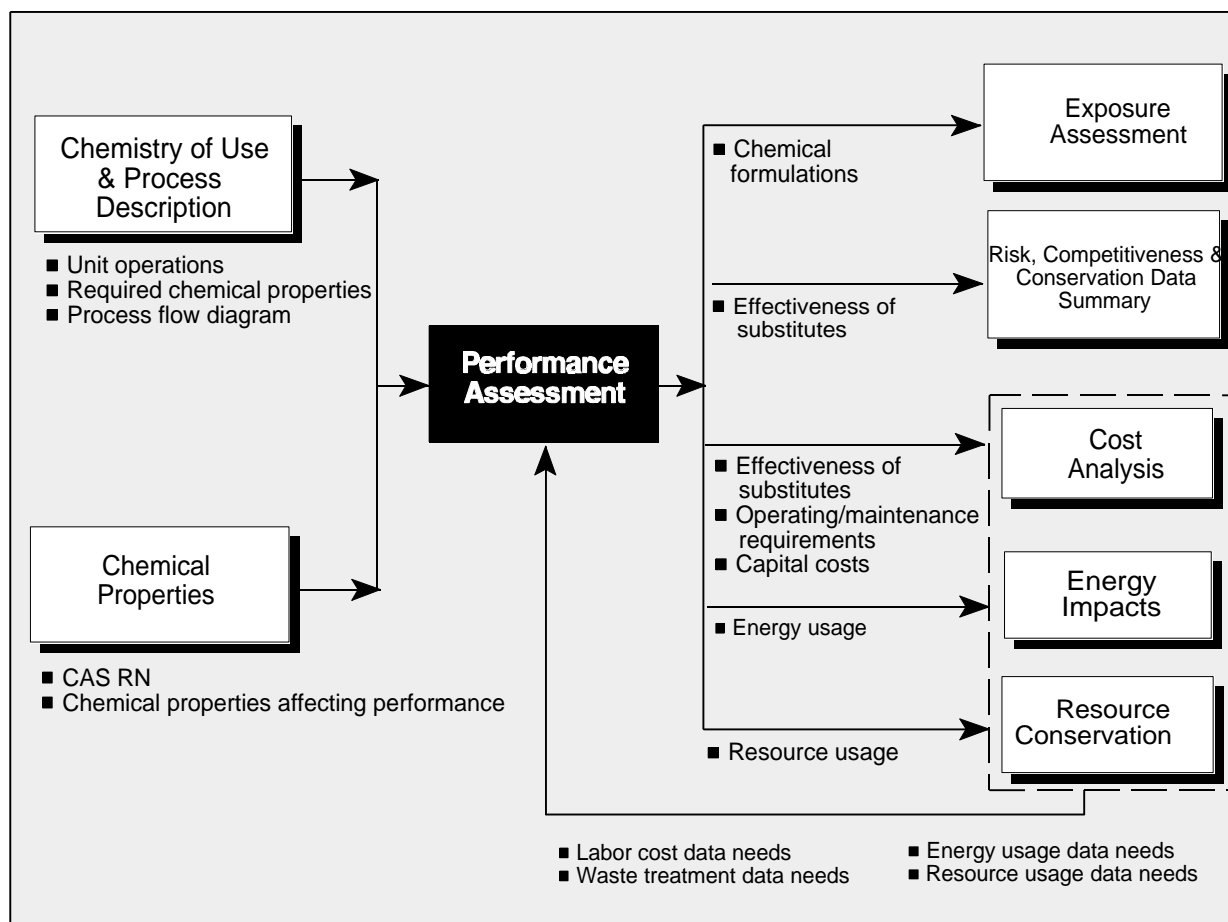 Chemistry of Use
& Process
Description
■ Unit operations
■ Required chemical properties
■ Process flow diagram
Chemical
Properties
■ CAS RN
■ Chemical properties affecting performance
Performance
Assessment
■ Chemical
formulations
■ Effectiveness of
substitutes
■ Effectiveness of
substitutes
■ Operating/maintenance
requirements
■ Capital costs
■ Energy usage
■ Resource usage
Exposure
Assessment
Risk, Competitiveness &
Conservation Data
Summary
Cost
Analysis
Energy
Impacts
Resource
Conservation
■ Labor cost data needs
■ Waste treatment data needs
■ Energy usage data needs
■ Resource usage data needs